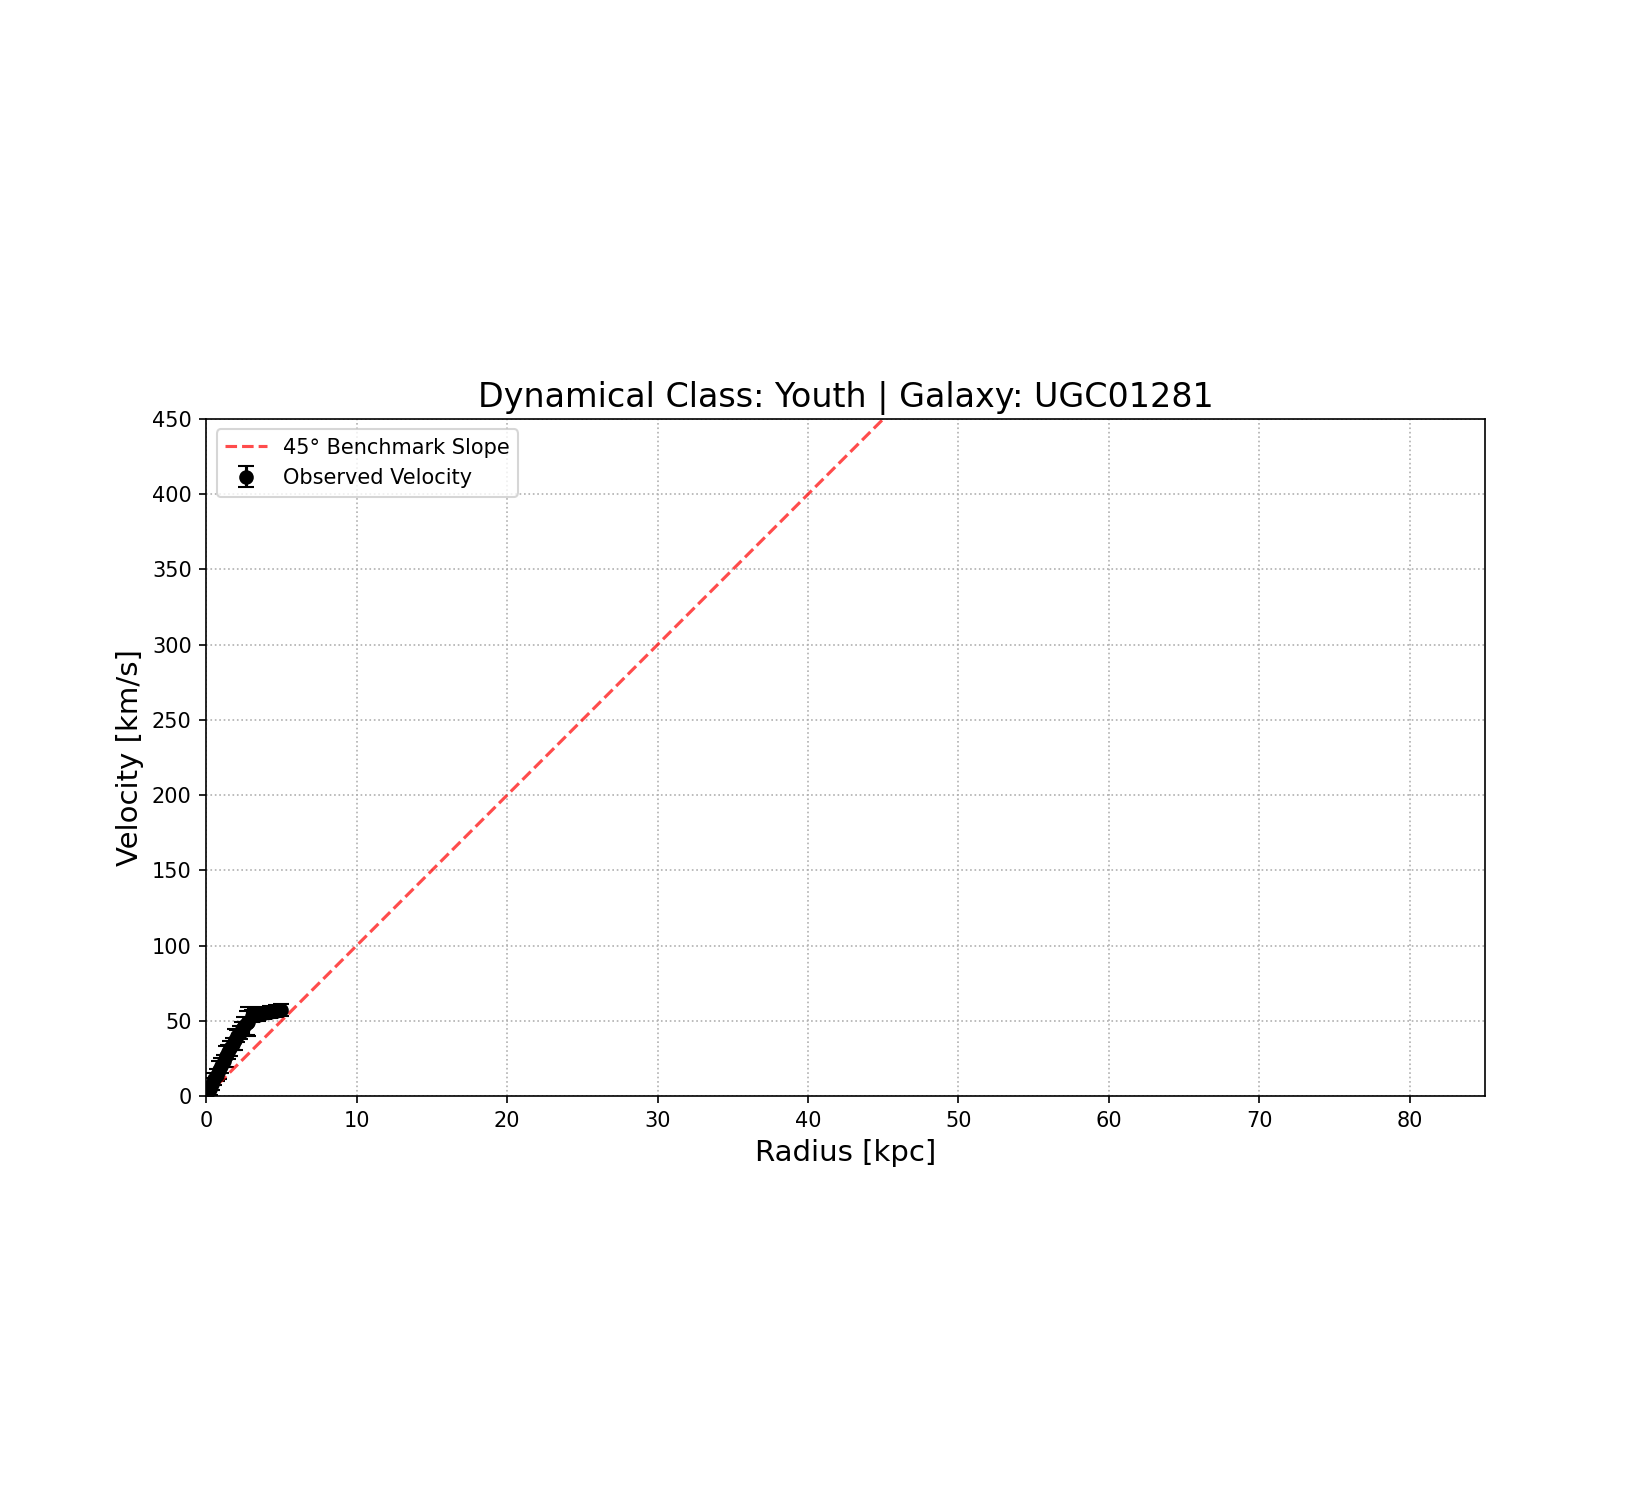 Dynamical Class: Youth | Galaxy: UGC01281
450
400
350
300
250
200
150
100
50
0
Velocity [km/s]
45° Benchmark Slope
Observed Velocity
0 10 20 30 40 50 60 70 80
Radius [kpc]